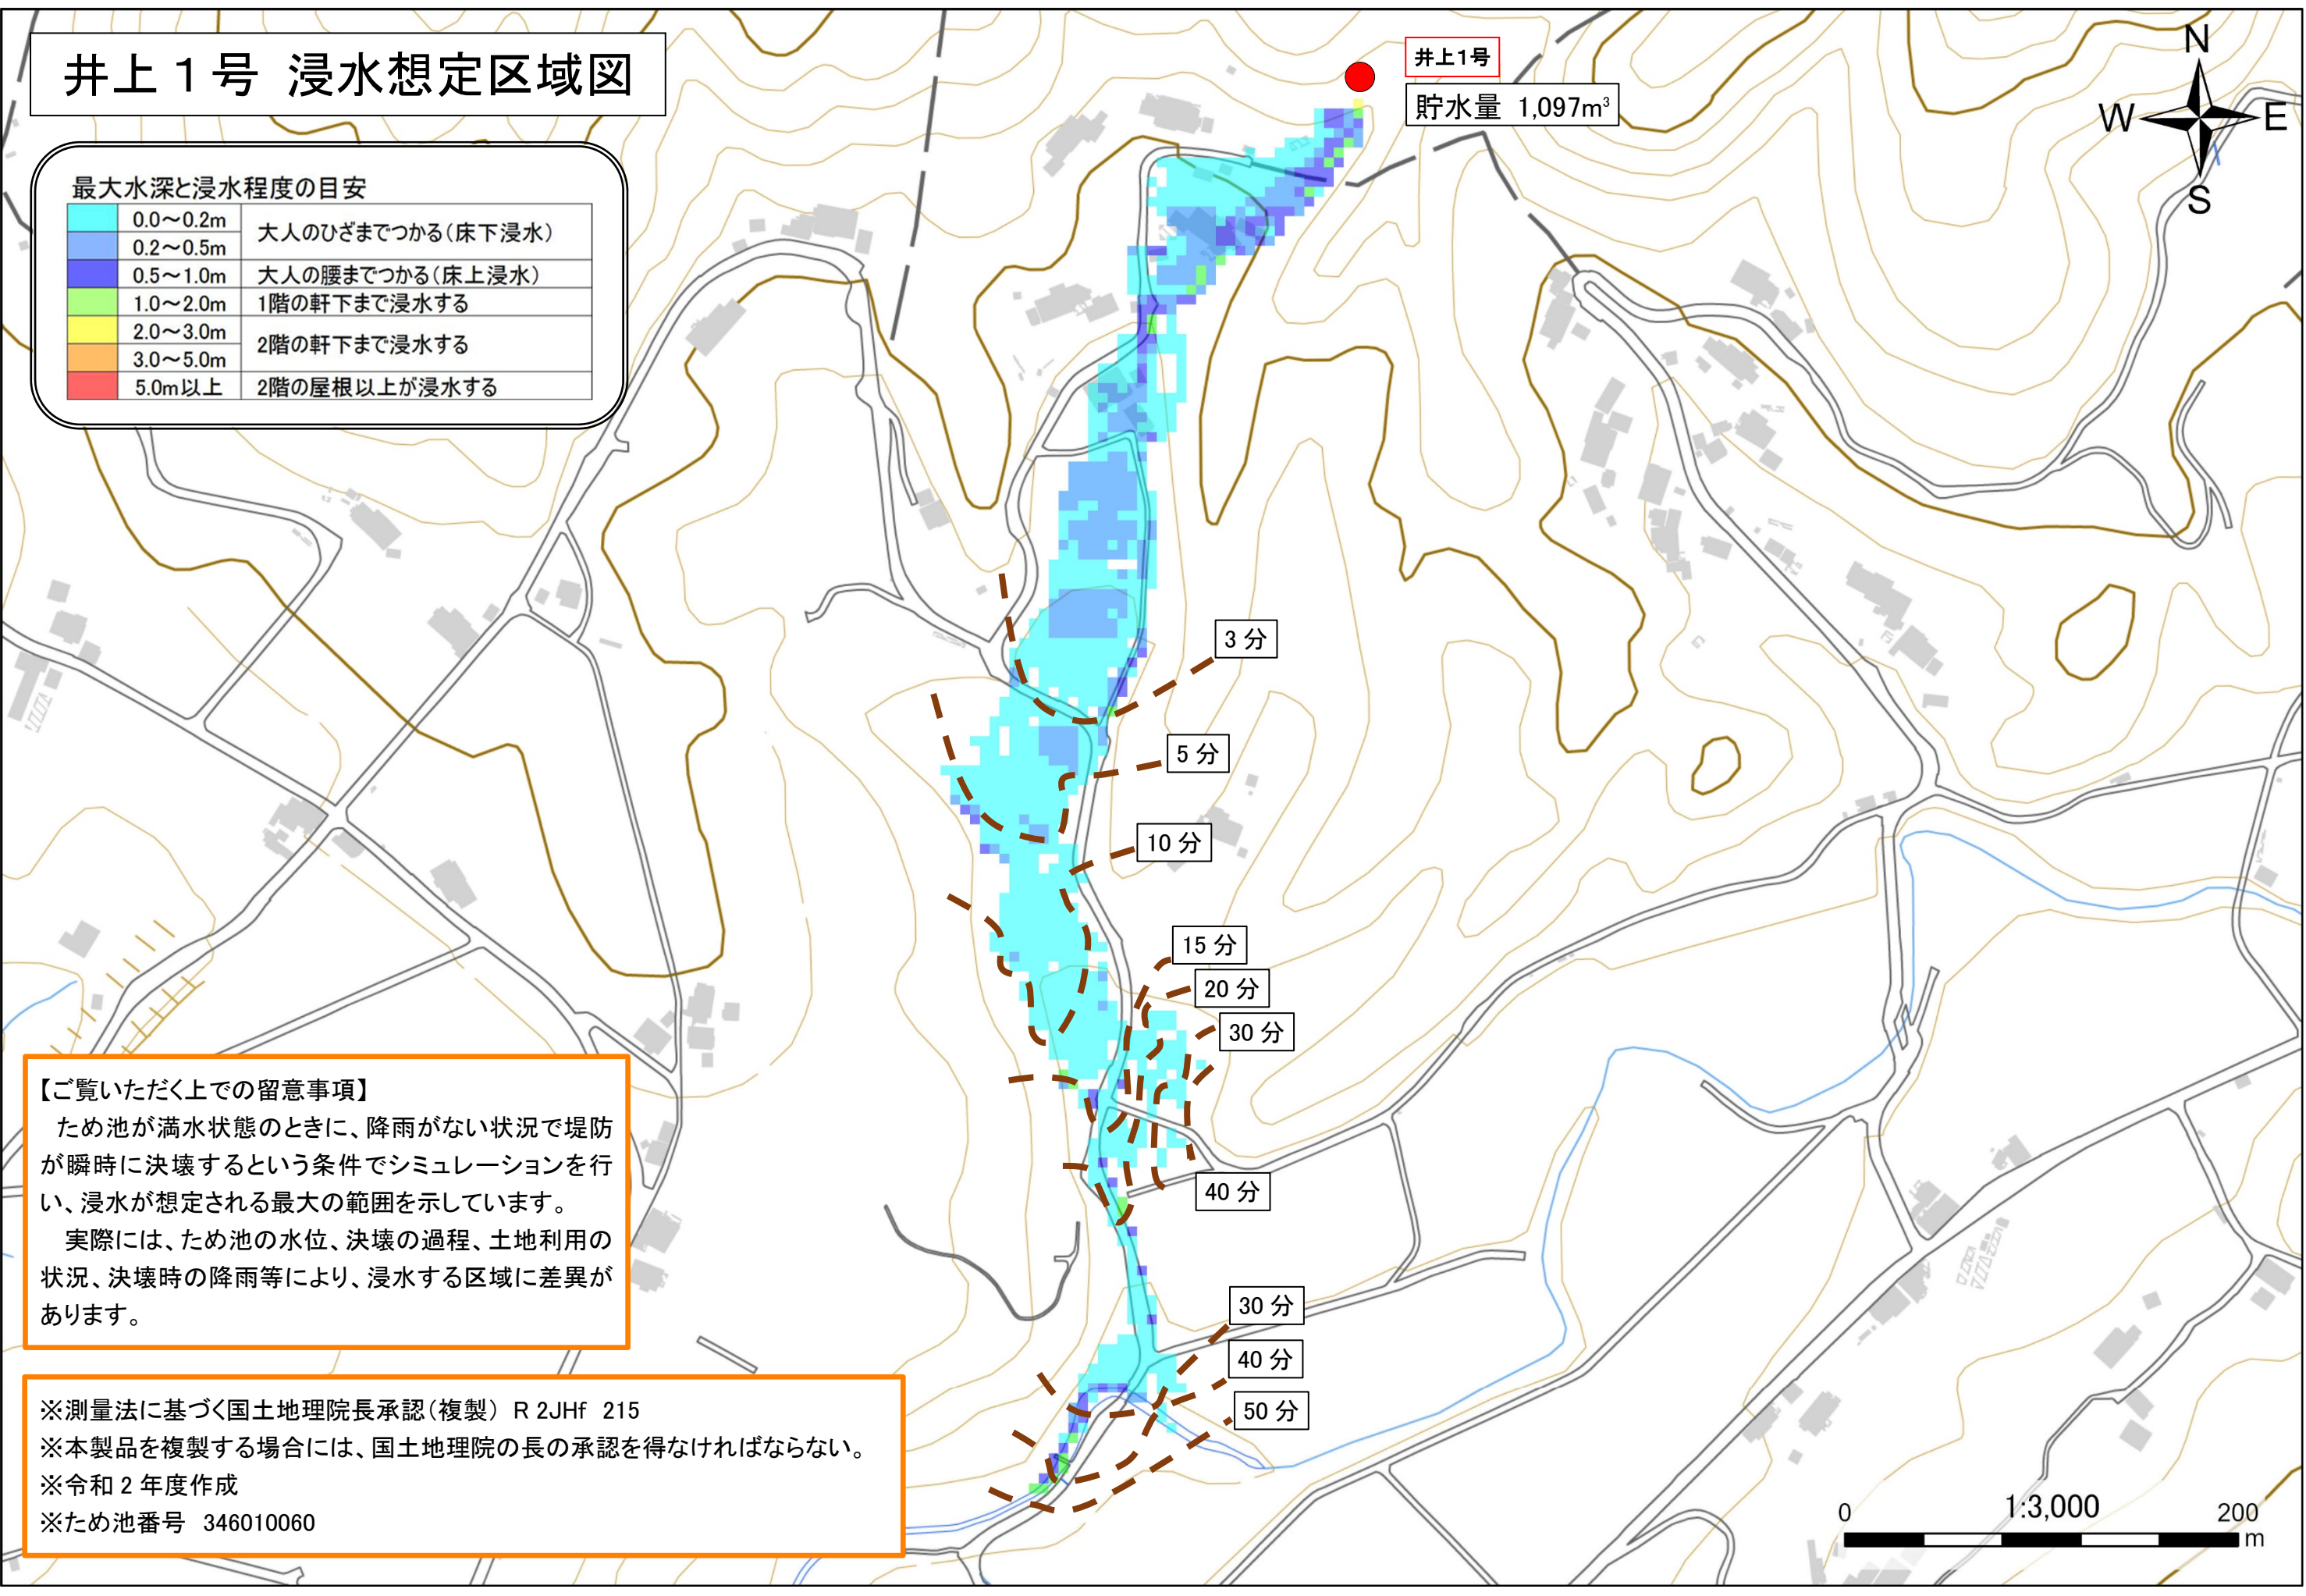 井上１号 浸水想定区域図
井上1号
貯水量 1,097m³
N
W
E
S
最大水深と浸水程度の目安
0.0～0.2m
大人のひざまでつかる（床下浸水）
0.2～0.5m
0.5～1.0m 大人の腰までつかる（床上浸水）
1.0～2.0m 1階の軒下まで浸水する
2.0～3.0m
2階の軒下まで浸水する
3.0～5.0m
5.0m以上 2階の屋根以上が浸水する
3 分
5 分
10 分
15 分
20 分
30 分
40 分
30 分
40 分
50 分
【ご覧いただく上での留意事項】
ため池が満水状態のときに、降雨がない状況で堤防
が瞬時に決壊するという条件でシミュレーションを行
い、浸水が想定される最大の範囲を示しています。
実際には、ため池の水位、決壊の過程、土地利用の
状況、決壊時の降雨等により、浸水する区域に差異が
あります。
※測量法に基づく国土地理院長承認（複製） R 2JHf 215
※本製品を複製する場合には、国土地理院の長の承認を得なければならない。
※令和 2 年度作成
※ため池番号 346010060
1:3,000
0 200
m